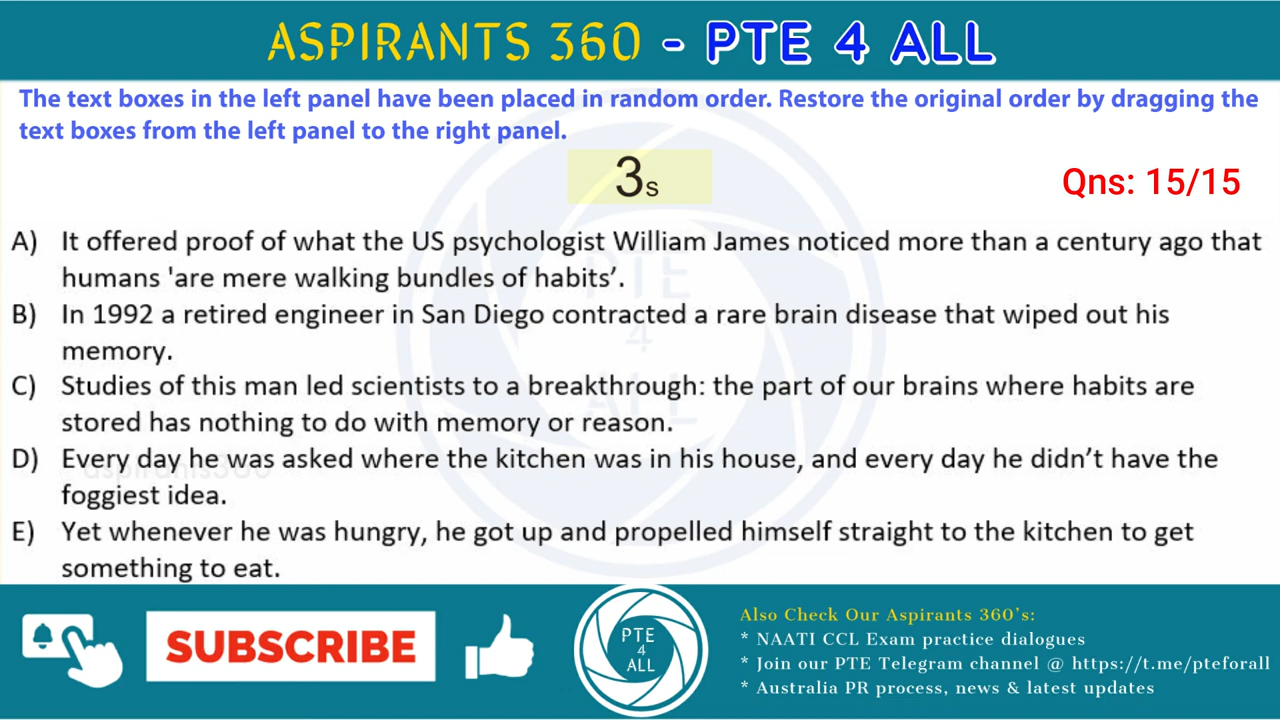 ASPIRANTS 360 - PTE 4 ALL
The text boxes in the left panel have been placed in random order. Restore the original order by dragging the
text boxes from the left panel to the right panel.
3s
Qns: 15/15
A) It offered proof of what the US psychologist William James noticed more than a century ago that
humans 'are mere walking bundles of habits’.
B) In 1992 a retired engineer in San Diego contracted a rare brain disease that wiped out his
memory.
C) Studies of this man led scientists to a breakthrough: the part of our brains where habits are
stored has nothing to do with memory or reason.
D) Every day he was asked where the kitchen was in his house, and every day he didn’t have the
foggiest idea.
E) Yet whenever he was hungry, he got up and propelled himself straight to the kitchen to get
something to eat.
PTE
4
ALL
aspirants360
SUBSCRIBE
PTE
4
ALL
Also Check Our Aspirants 360's:
* NAATI CCL Exam practice dialogues
* Join our PTE Telegram channel @ https://t.me/pteforall
* Australia PR process, news & latest updates